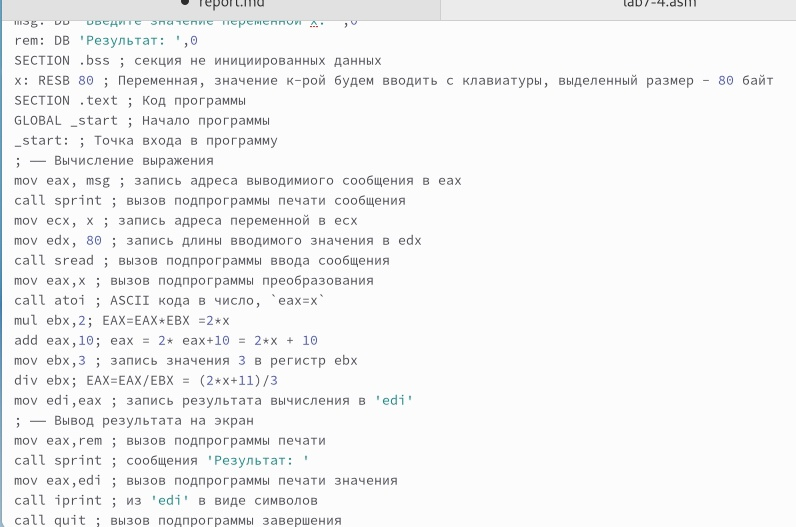 report.md lab7-4.asm
msg: DB 'Введите значение переменной x: ',0
rem: DB 'Результат: ',0
SECTION .bss ; секция не инициированных данных
x: RESB 80 ; Переменная, значение к-рой будем вводить с клавиатуры, выделенный размер - 80 байт
SECTION .text ; Код программы
GLOBAL _start ; Начало программы
_start: ; Точка входа в программу
; —— Вычисление выражения
mov eax, msg ; запись адреса выводимиого сообщения в eax
call sprint ; вызов подпрограммы печати сообщения
mov ecx, x ; запись адреса переменной в ecx
mov edx, 80 ; запись длины вводимого значения в edx
call sread ; вызов подпрограммы ввода сообщения
mov eax,x ; вызов подпрограммы преобразования
call atoi ; ASCII кода в число, `eax=x`
mul ebx,2; EAX=EAX*EBX =2*x
add eax,10; eax = 2* eax+10 = 2*x + 10
mov ebx,3 ; запись значения 3 в регистр ebx
div ebx; EAX=EAX/EBX = (2*x+11)/3
mov edi,eax ; запись результата вычисления в 'edi'
; —— Вывод результата на экран
mov eax,rem ; вызов подпрограммы печати
call sprint ; сообщения 'Результат: '
mov eax,edi ; вызов подпрограммы печати значения
call iprint ; из 'edi' в виде символов
call quit ; вызов подпрограммы завершения